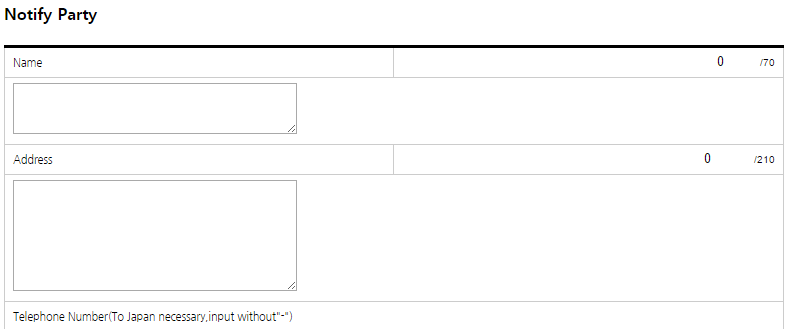 Notify Party
Name 0 /70
Address 0 /210
Telephone Number(To Japan necessary,input without"-")